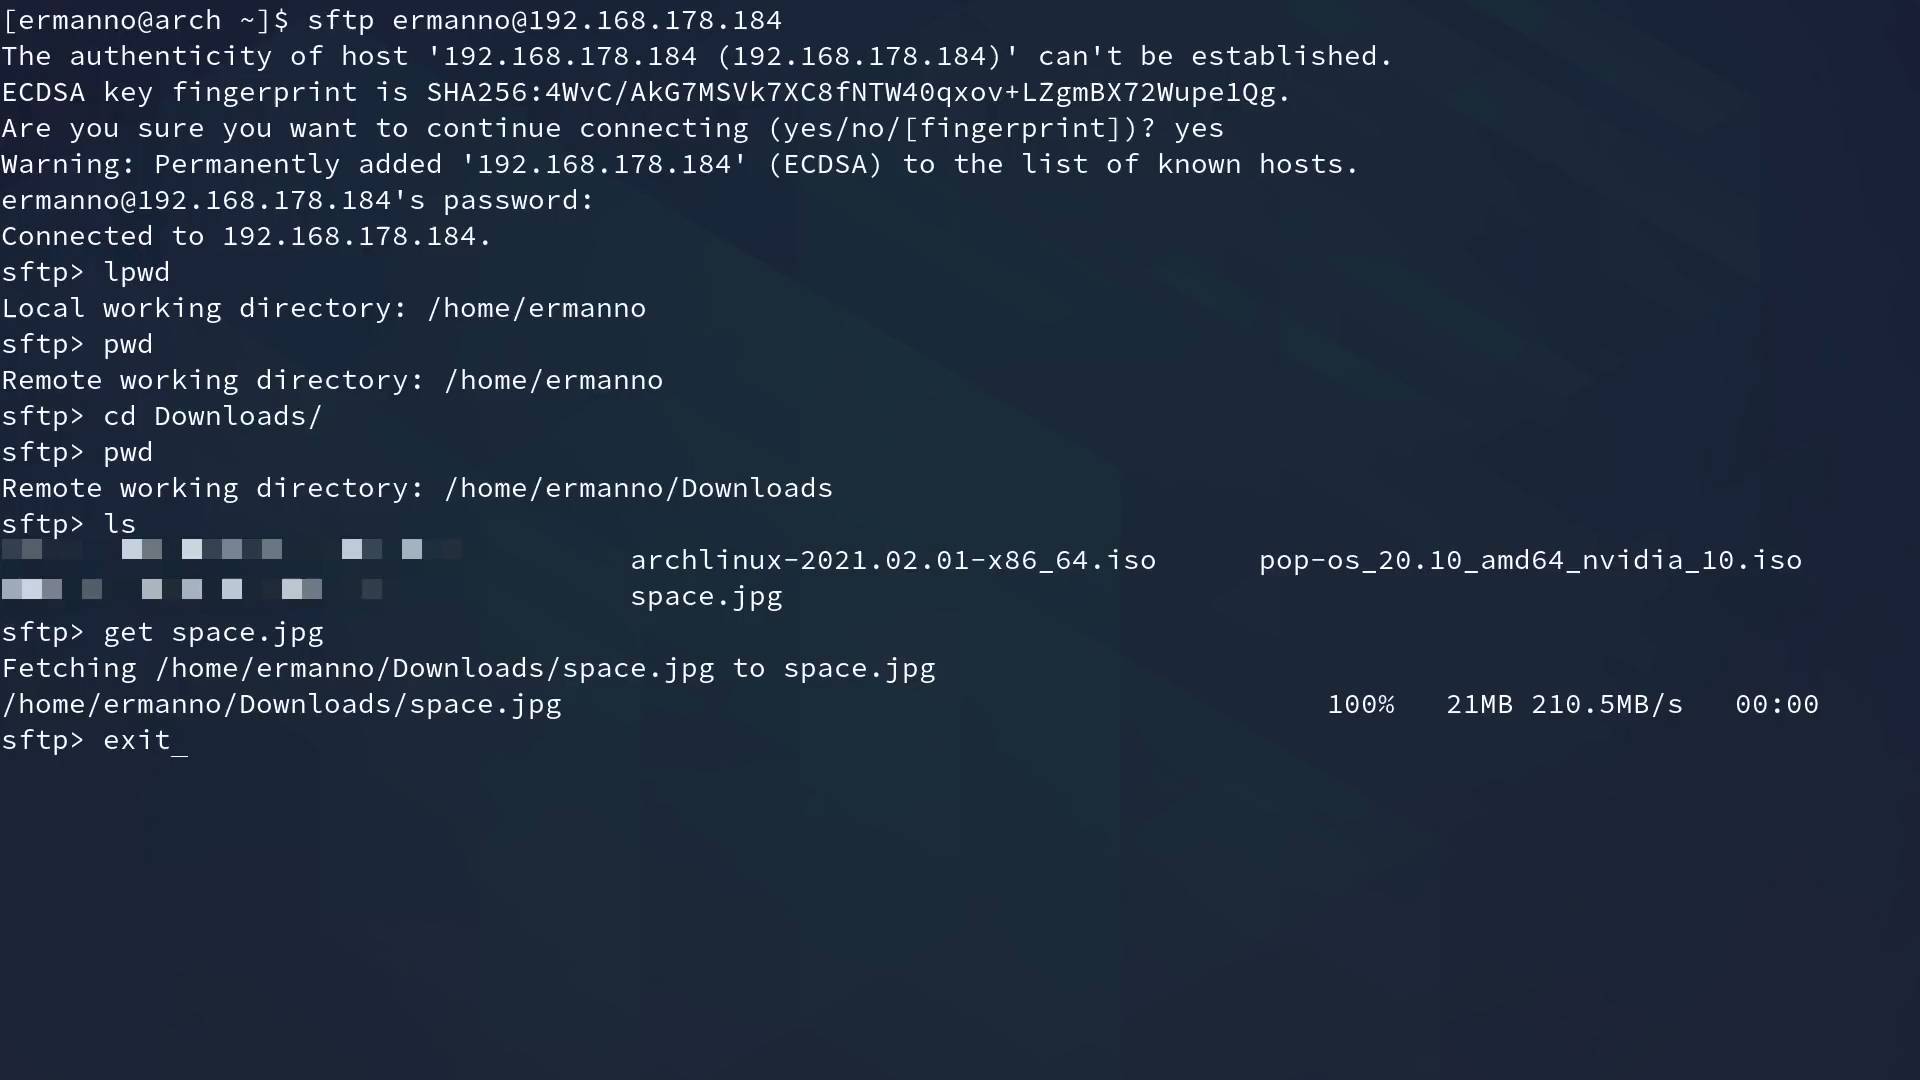 [ermanno@arch ~]$ sftp ermanno@192.168.178.184
The authenticity of host '192.168.178.184 (192.168.178.184)' can't be established.
ECDSA key fingerprint is SHA256:4WvC/AkG7MSVk7XC8fNTW40qxov+LZgmBX72Wupe1Qg.
Are you sure you want to continue connecting (yes/no/[fingerprint])? yes
Warning: Permanently added '192.168.178.184' (ECDSA) to the list of known hosts.
ermanno@192.168.178.184's password:
Connected to 192.168.178.184.
sftp> lpwd
Local working directory: /home/ermanno
sftp> pwd
Remote working directory: /home/ermanno
sftp> cd Downloads/
sftp> pwd
Remote working directory: /home/ermanno/Downloads
sftp> ls
archlinux-2021.02.01-x86_64.iso pop-os_20.10_amd64_nvidia_10.iso
space.jpg
sftp> get space.jpg
Fetching /home/ermanno/Downloads/space.jpg to space.jpg
/home/ermanno/Downloads/space.jpg 100% 21MB 210.5MB/s 00:00
sftp> exit_